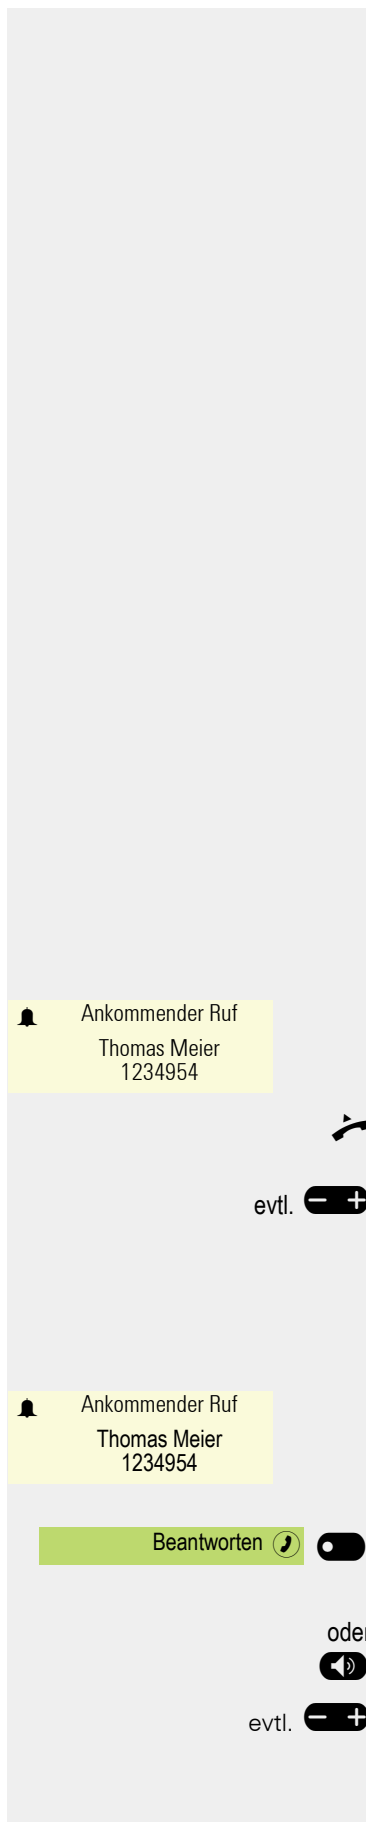 Ankommender Ruf
Thomas Meier
1234954
evtl.
Ankommender Ruf
Thomas Meier
1234954
Beantworten
oder
evtl.